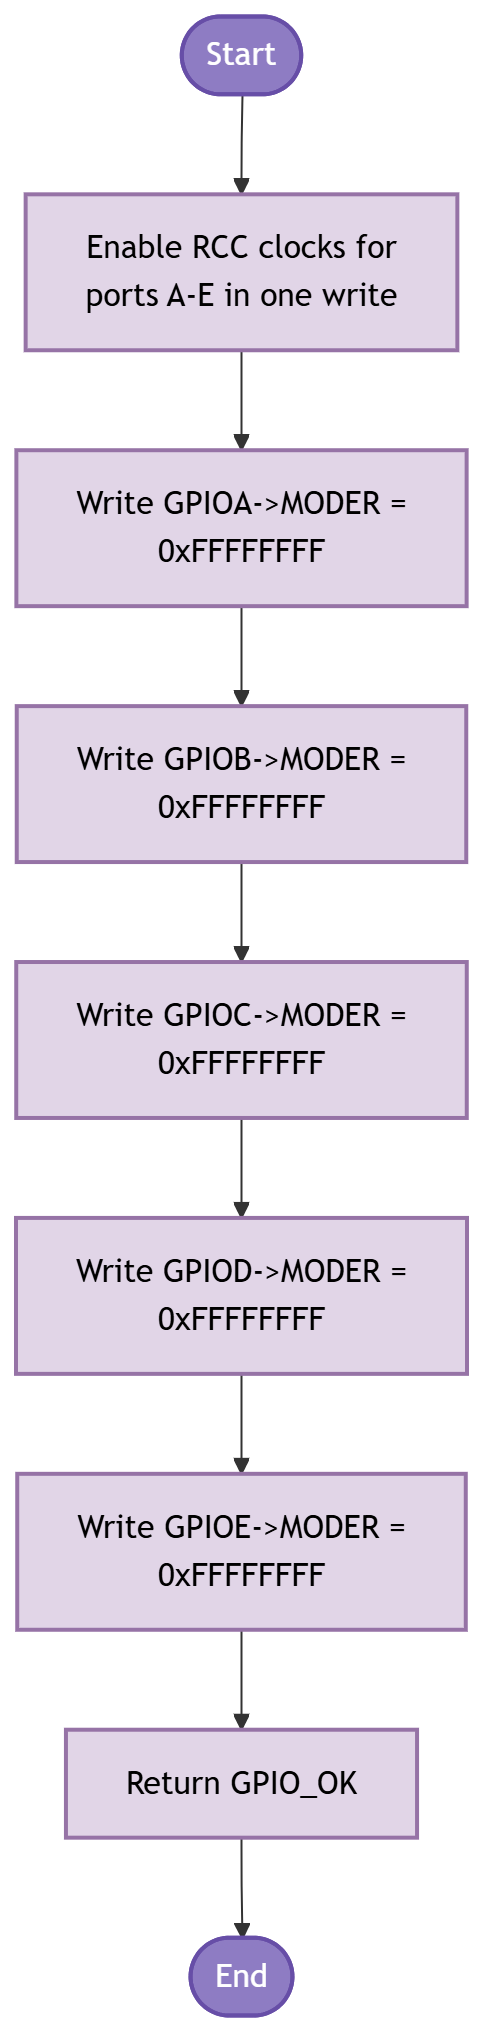 Start
Enable RCC clocks for
ports A-E in one write
Write GPIOA->MODER =
0xFFFFFFFF
Write GPIOB->MODER =
0xFFFFFFFF
Write GPIOC->MODER =
0xFFFFFFFF
Write GPIOD->MODER =
0xFFFFFFFF
Write GPIOE->MODER =
0xFFFFFFFF
Return GPIO_OK
End